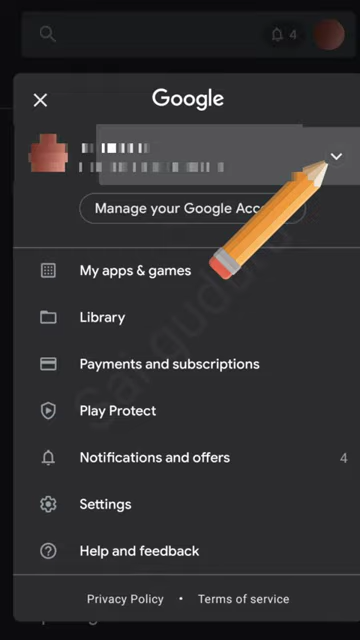 4
Google
Manage your Google Acc
My apps & games
Library
Payments and subscriptions
Play Protect
Notifications and offers 4
Settings
Help and feedback
Privacy Policy • Terms of service